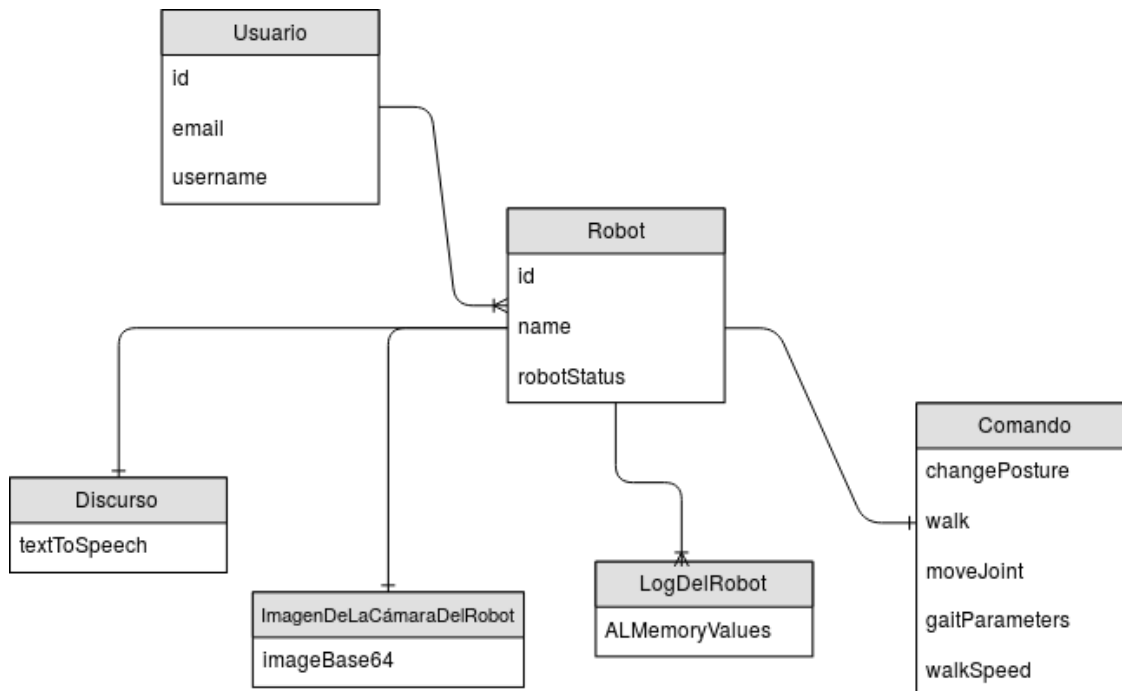 Usuario
id
email
username
Robot
id
name
robotStatus
Comando
changePosture
walk
moveJoint
gaitParameters
walkSpeed
Discurso
textToSpeech
ImagenDeLaCámaraDelRobot
imageBase64
LogDelRobot
ALMemoryValues